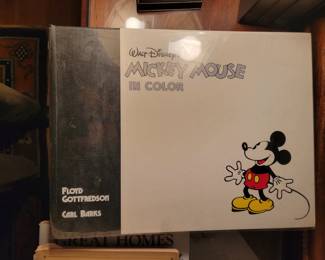 Walt Disney's
MICKEY MOUSE
IN COLOR
FLOYD
GOTTFREDSON
CARL BARKS
GREAT HOMES